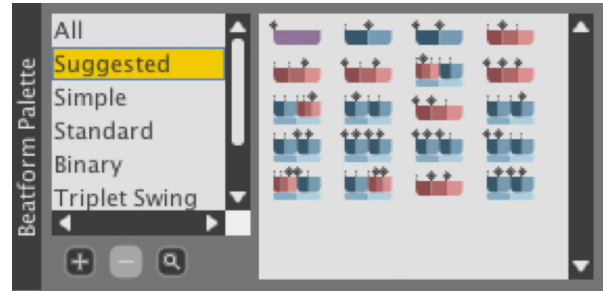 Beatform Palette
All
Suggested
Simple
Standard
Binary
Triplet Swing